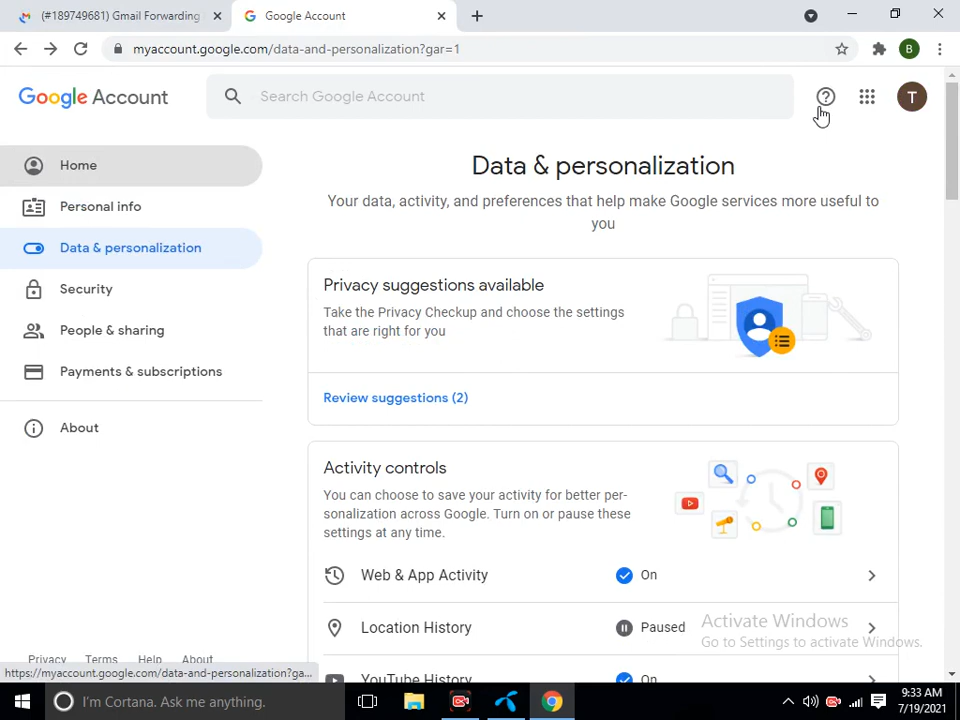 (#189749681) Gmail Forwarding
Google Account
myaccount.google.com/data-and-personalization?gar=1
B
Google Account
Search Google Account
T
Home
Personal info
Data & personalization
Security
People & sharing
Payments & subscriptions
About
Data & personalization
Your data, activity, and preferences that help make Google services more useful to
you
Privacy suggestions available
Take the Privacy Checkup and choose the settings
that are right for you
Review suggestions (2)
Activity controls
You can choose to save your activity for better per-
sonalization across Google. Turn on or pause these
settings at any time.
Web & App Activity
On
Location History
Paused
YouTube History
On
Activate Windows
Go to Settings to activate Windows.
Privacy Terms Help About
https://myaccount.google.com/data-and-personalization?ga...
I'm Cortana. Ask me anything.
9:33 AM
7/19/2021